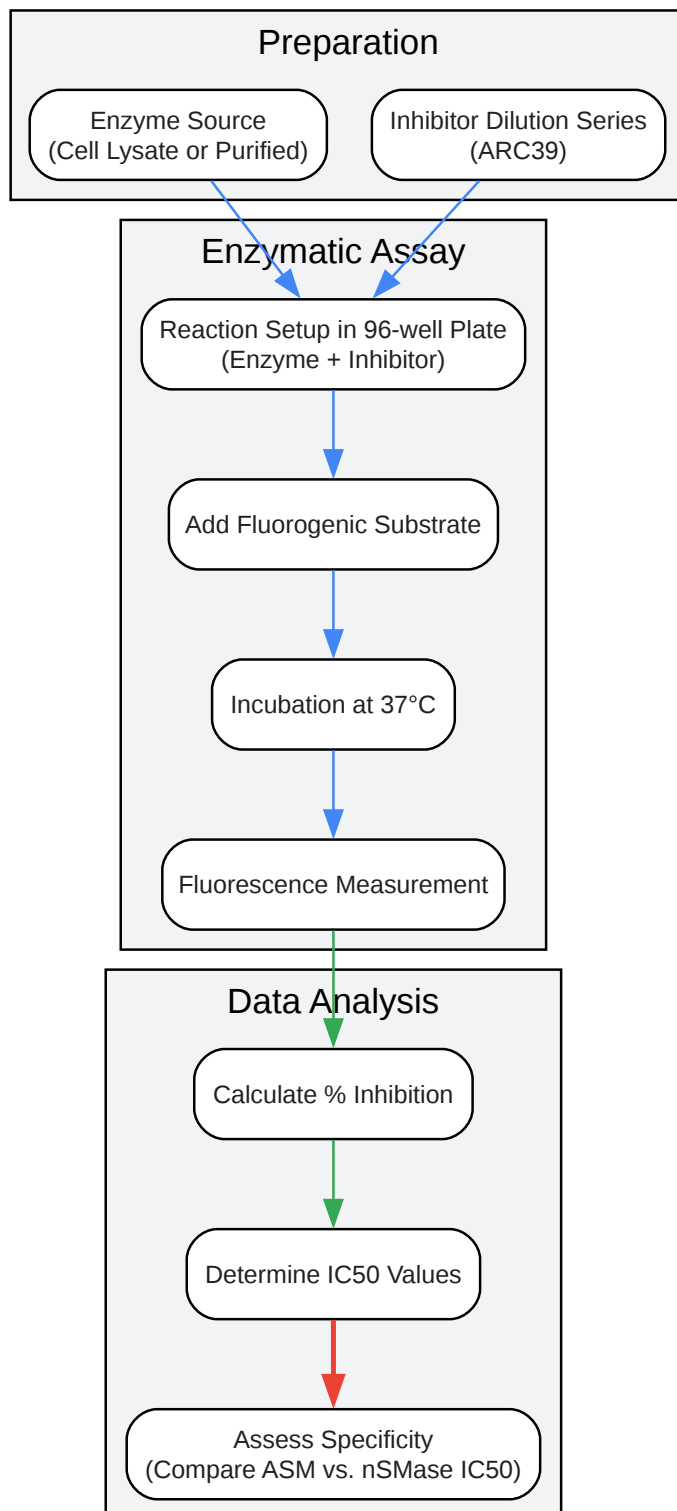 Preparation
Enzyme Source
(Cell Lysate or Purified)
Inhibitor Dilution Series
(ARC39)
Enzymatic Assay
Reaction Setup in 96-well Plate
(Enzyme + Inhibitor)
Add Fluorogenic Substrate
Incubation at 37°C
Fluorescence Measurement
Data Analysis
Calculate % Inhibition
Determine IC50 Values
Assess Specificity
(Compare ASM vs. nSMase IC50)